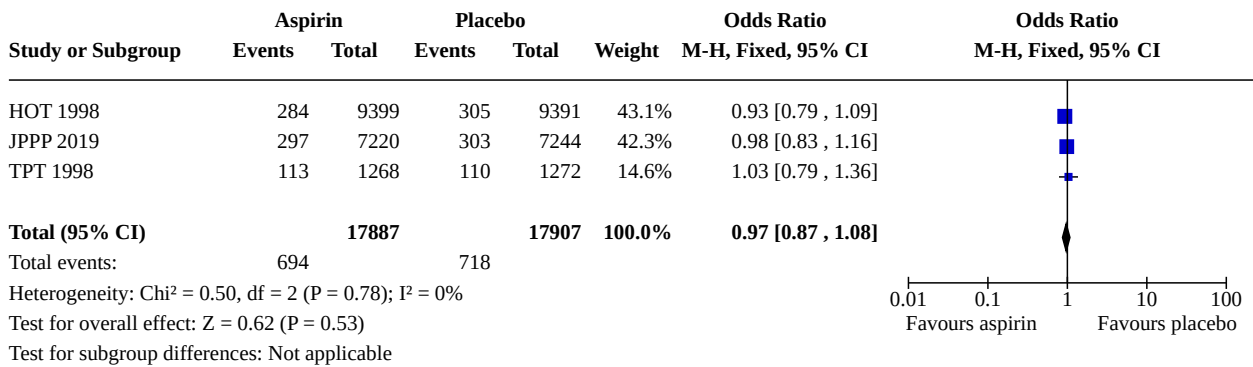 Aspirin Placebo Odds Ratio Odds Ratio
Study or Subgroup Events Total Events Total Weight M-H, Fixed, 95% CI M-H, Fixed, 95% CI
HOT 1998 284 9399 305 9391 43.1% 0.93 [0.79 , 1.09]
JPPP 2019 297 7220 303 7244 42.3% 0.98 [0.83 , 1.16]
TPT 1998 113 1268 110 1272 14.6% 1.03 [0.79 , 1.36]
Total (95% CI) 17887 17907 100.0% 0.97 [0.87 , 1.08]
Total events: 694 718
Heterogeneity: Chi² = 0.50, df = 2 (P = 0.78); I² = 0%
0.01 0.1 1 10 100
Test for overall effect: Z = 0.62 (P = 0.53)
Favours aspirin Favours placebo
Test for subgroup differences: Not applicable